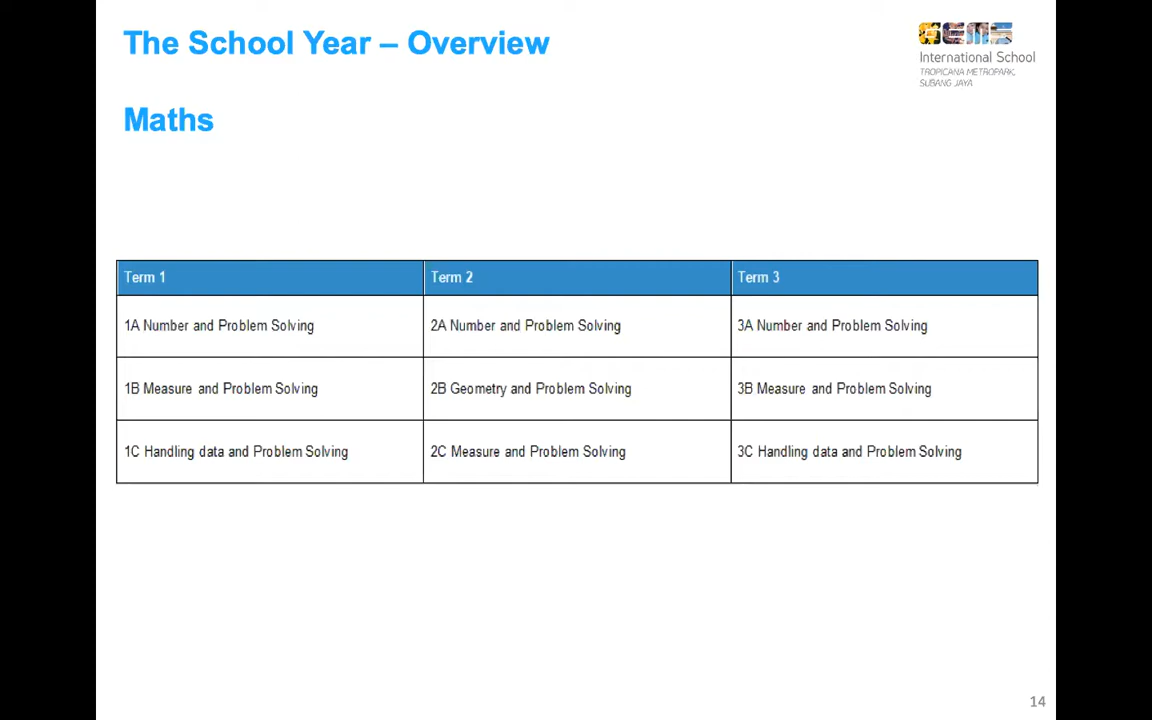 The School Year – Overview
GEMS
International School
TROPICANA METROPARK,
SUBANG JAYA
Maths
Term 1 Term 2 Term 3
1A Number and Problem Solving 2A Number and Problem Solving 3A Number and Problem Solving
1B Measure and Problem Solving 2B Geometry and Problem Solving 3B Measure and Problem Solving
1C Handling data and Problem Solving 2C Measure and Problem Solving 3C Handling data and Problem Solving
14